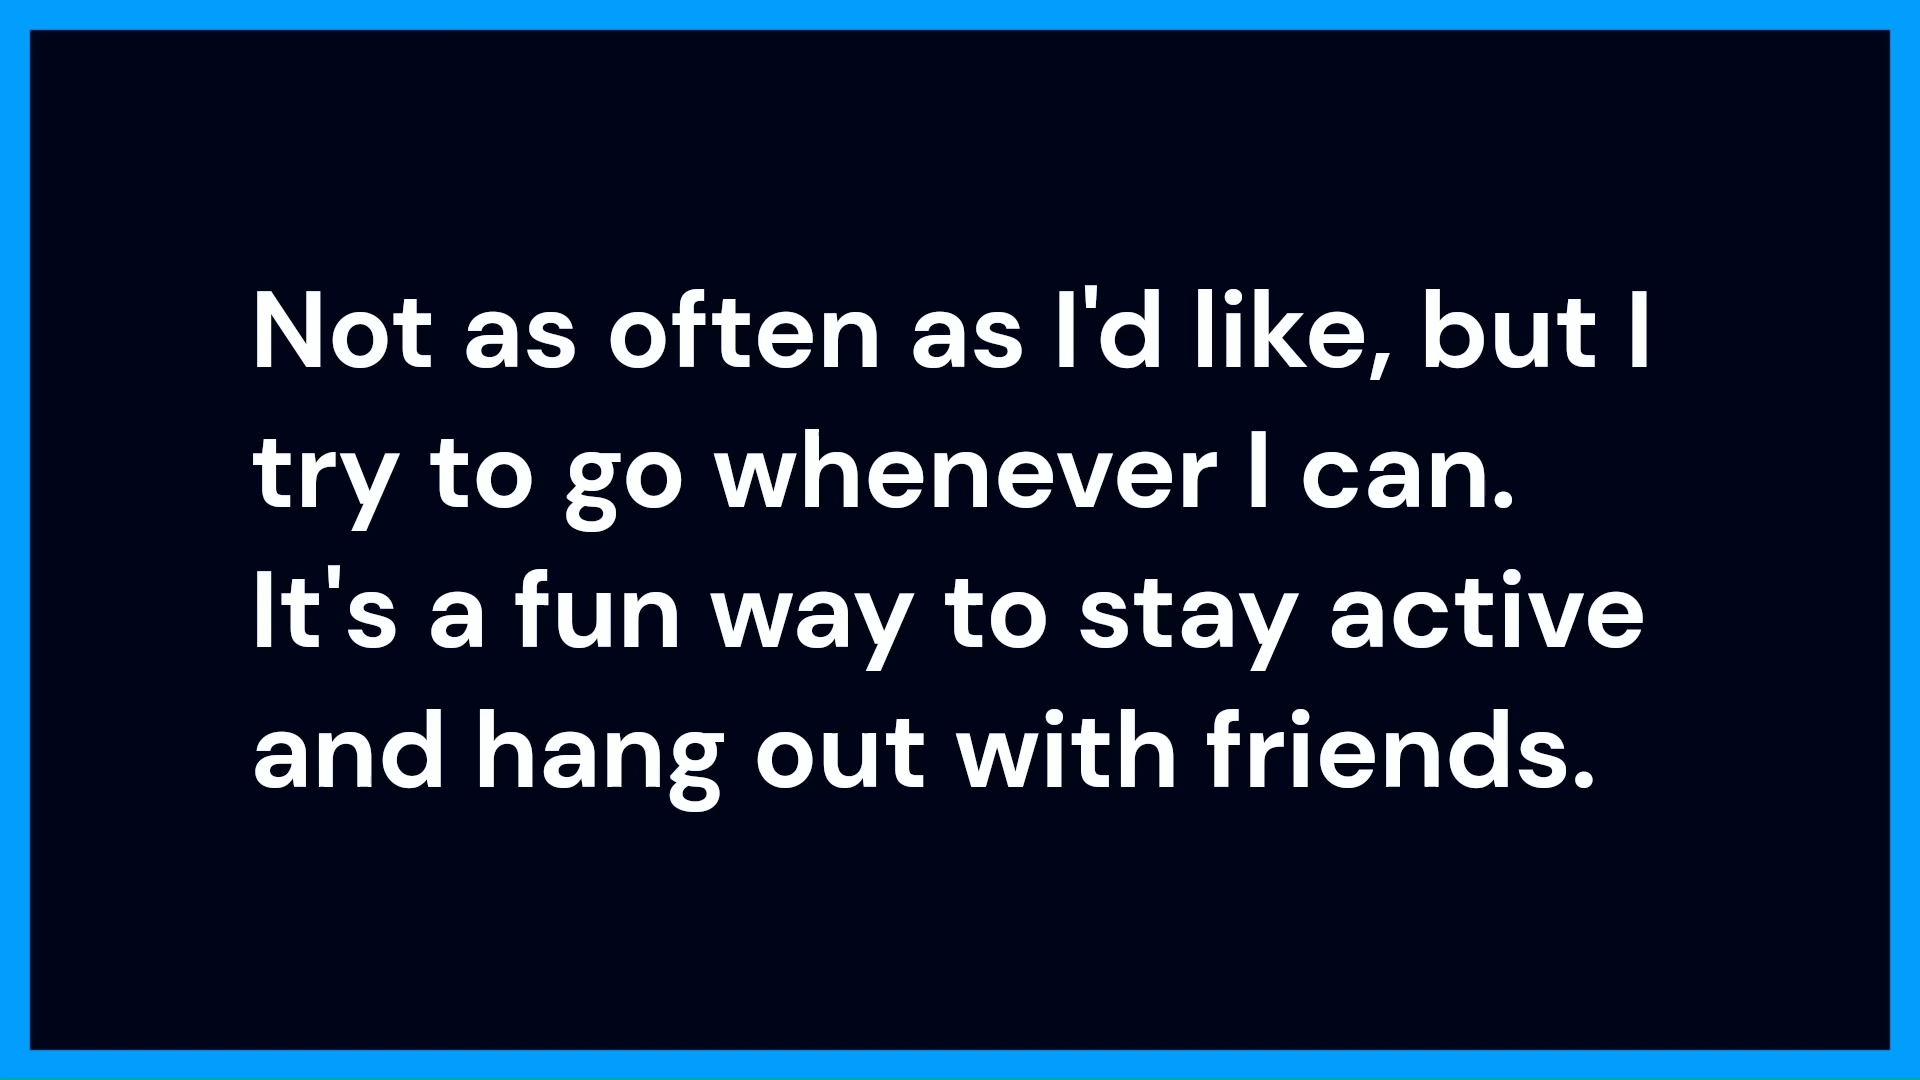 Not as often as I'd like, but I
try to go whenever I can.
It's a fun way to stay active
and hang out with friends.